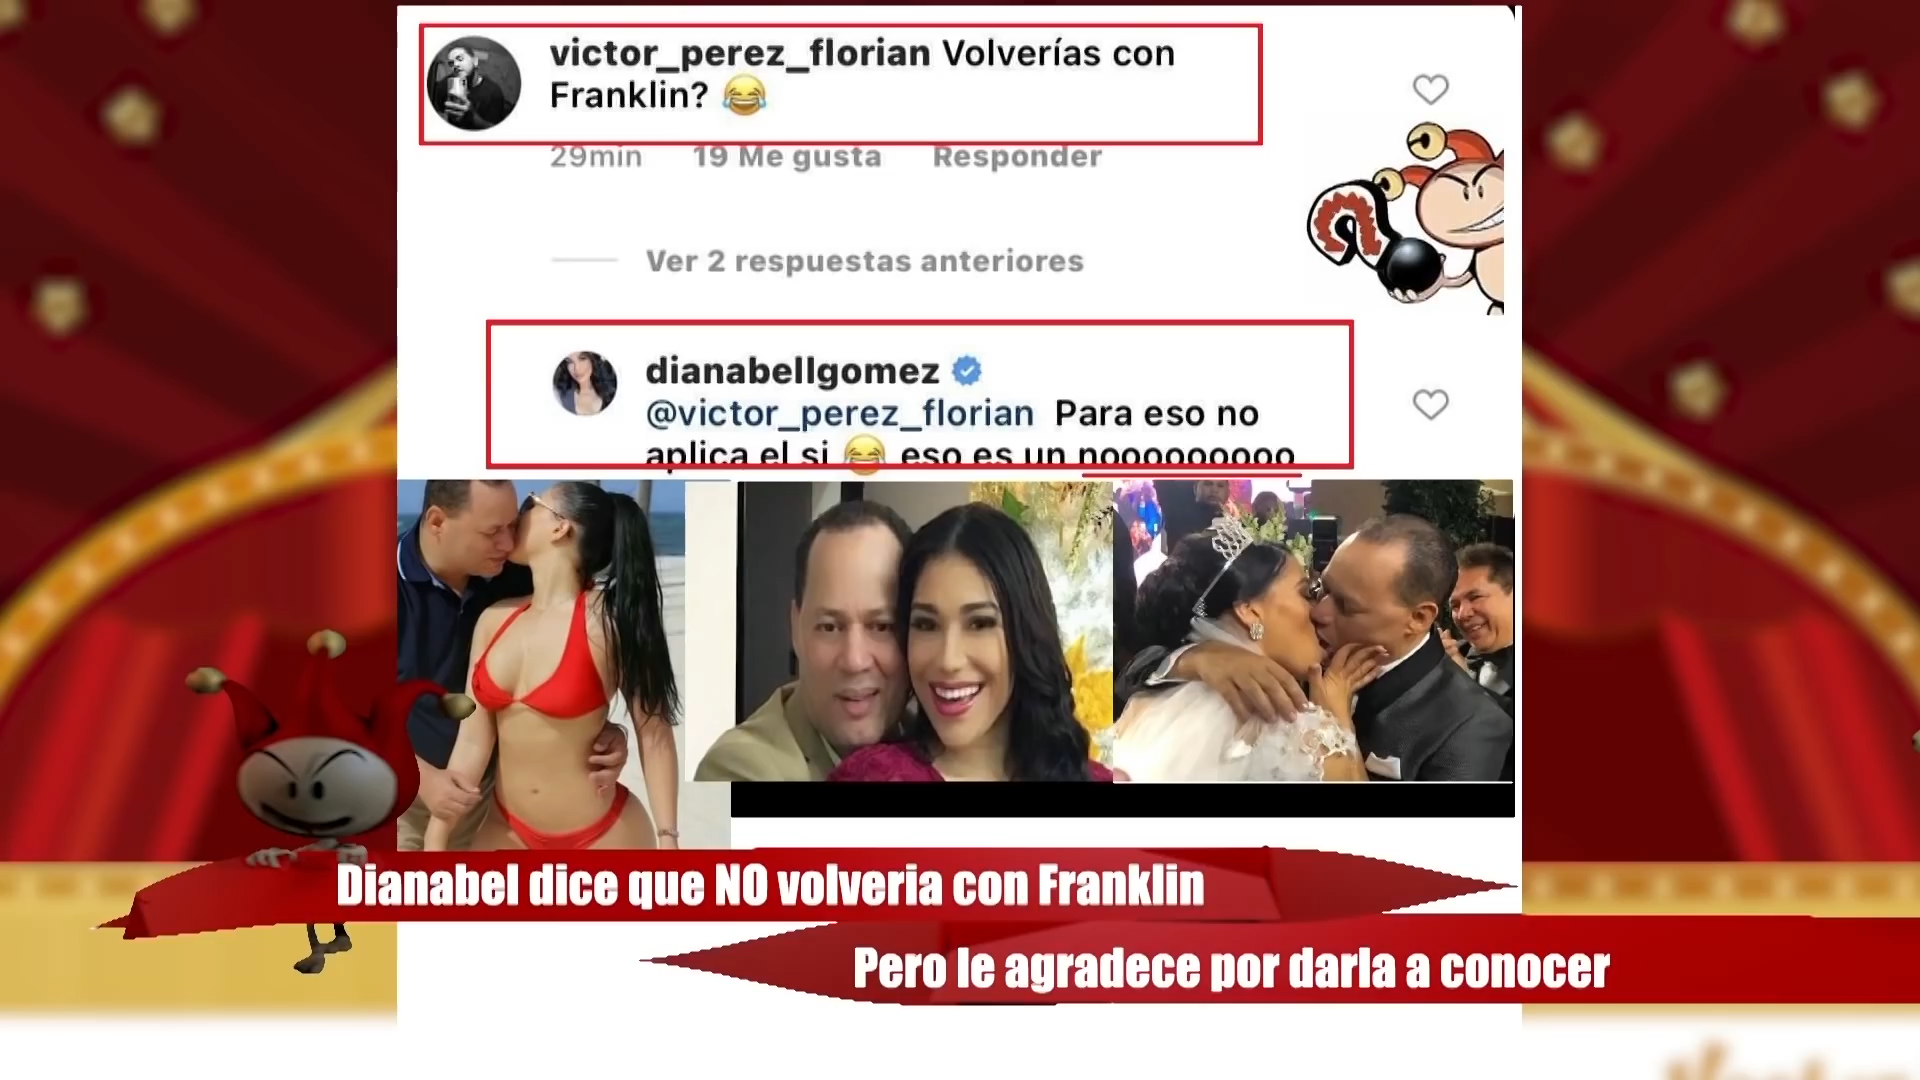 victor_perez_florian Volverías con
Franklin? 😂
29min 19 Me gusta Responder
Ver 2 respuestas anteriores
dianabellgomez
@victor_perez_florian Para eso no
aplica el si 😂 eso es un nooooooooo
Dianabel dice que NO volveria con Franklin
Pero le agradece por darla a conocer